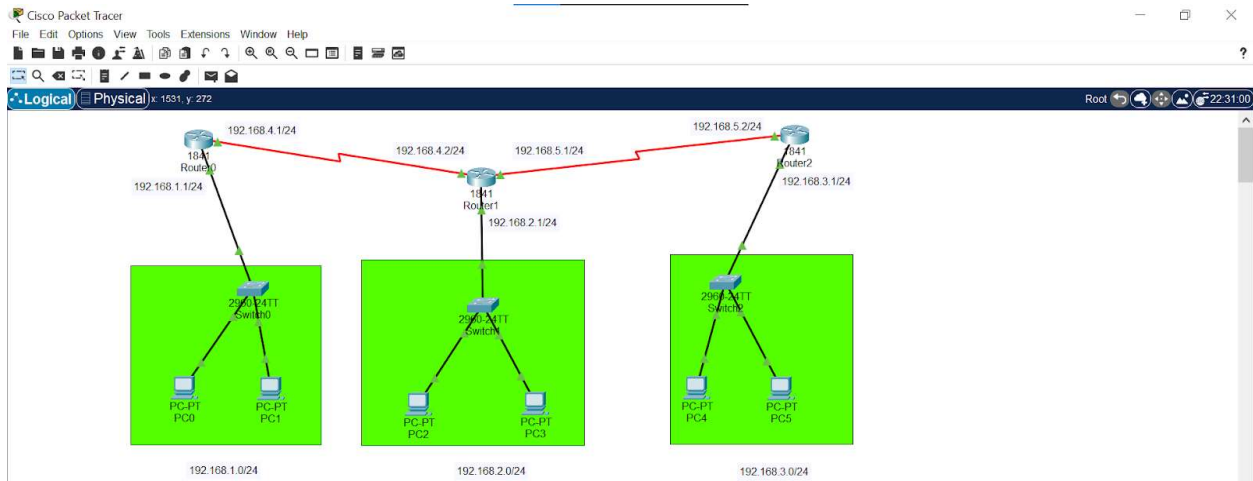 Cisco Packet Tracer
File Edit Options View Tools Extensions Window Help
?
Logical Physical x: 1531, y: 272 Root 22:31:00
192.168.4.1/24
192.168.5.2/24
1841
Router0
192.168.4.2/24
192.168.5.1/24
1841
Router2
192.168.1.1/24
192.168.3.1/24
1841
Router1
192.168.2.1/24
2960-24TT
Switch0
2960-24TT
Switch1
2960-24TT
Switch2
PC-PT
PC0
PC-PT
PC1
PC-PT
PC2
PC-PT
PC3
PC-PT
PC4
PC-PT
PC5
192.168.1.0/24
192.168.2.0/24
192.168.3.0/24